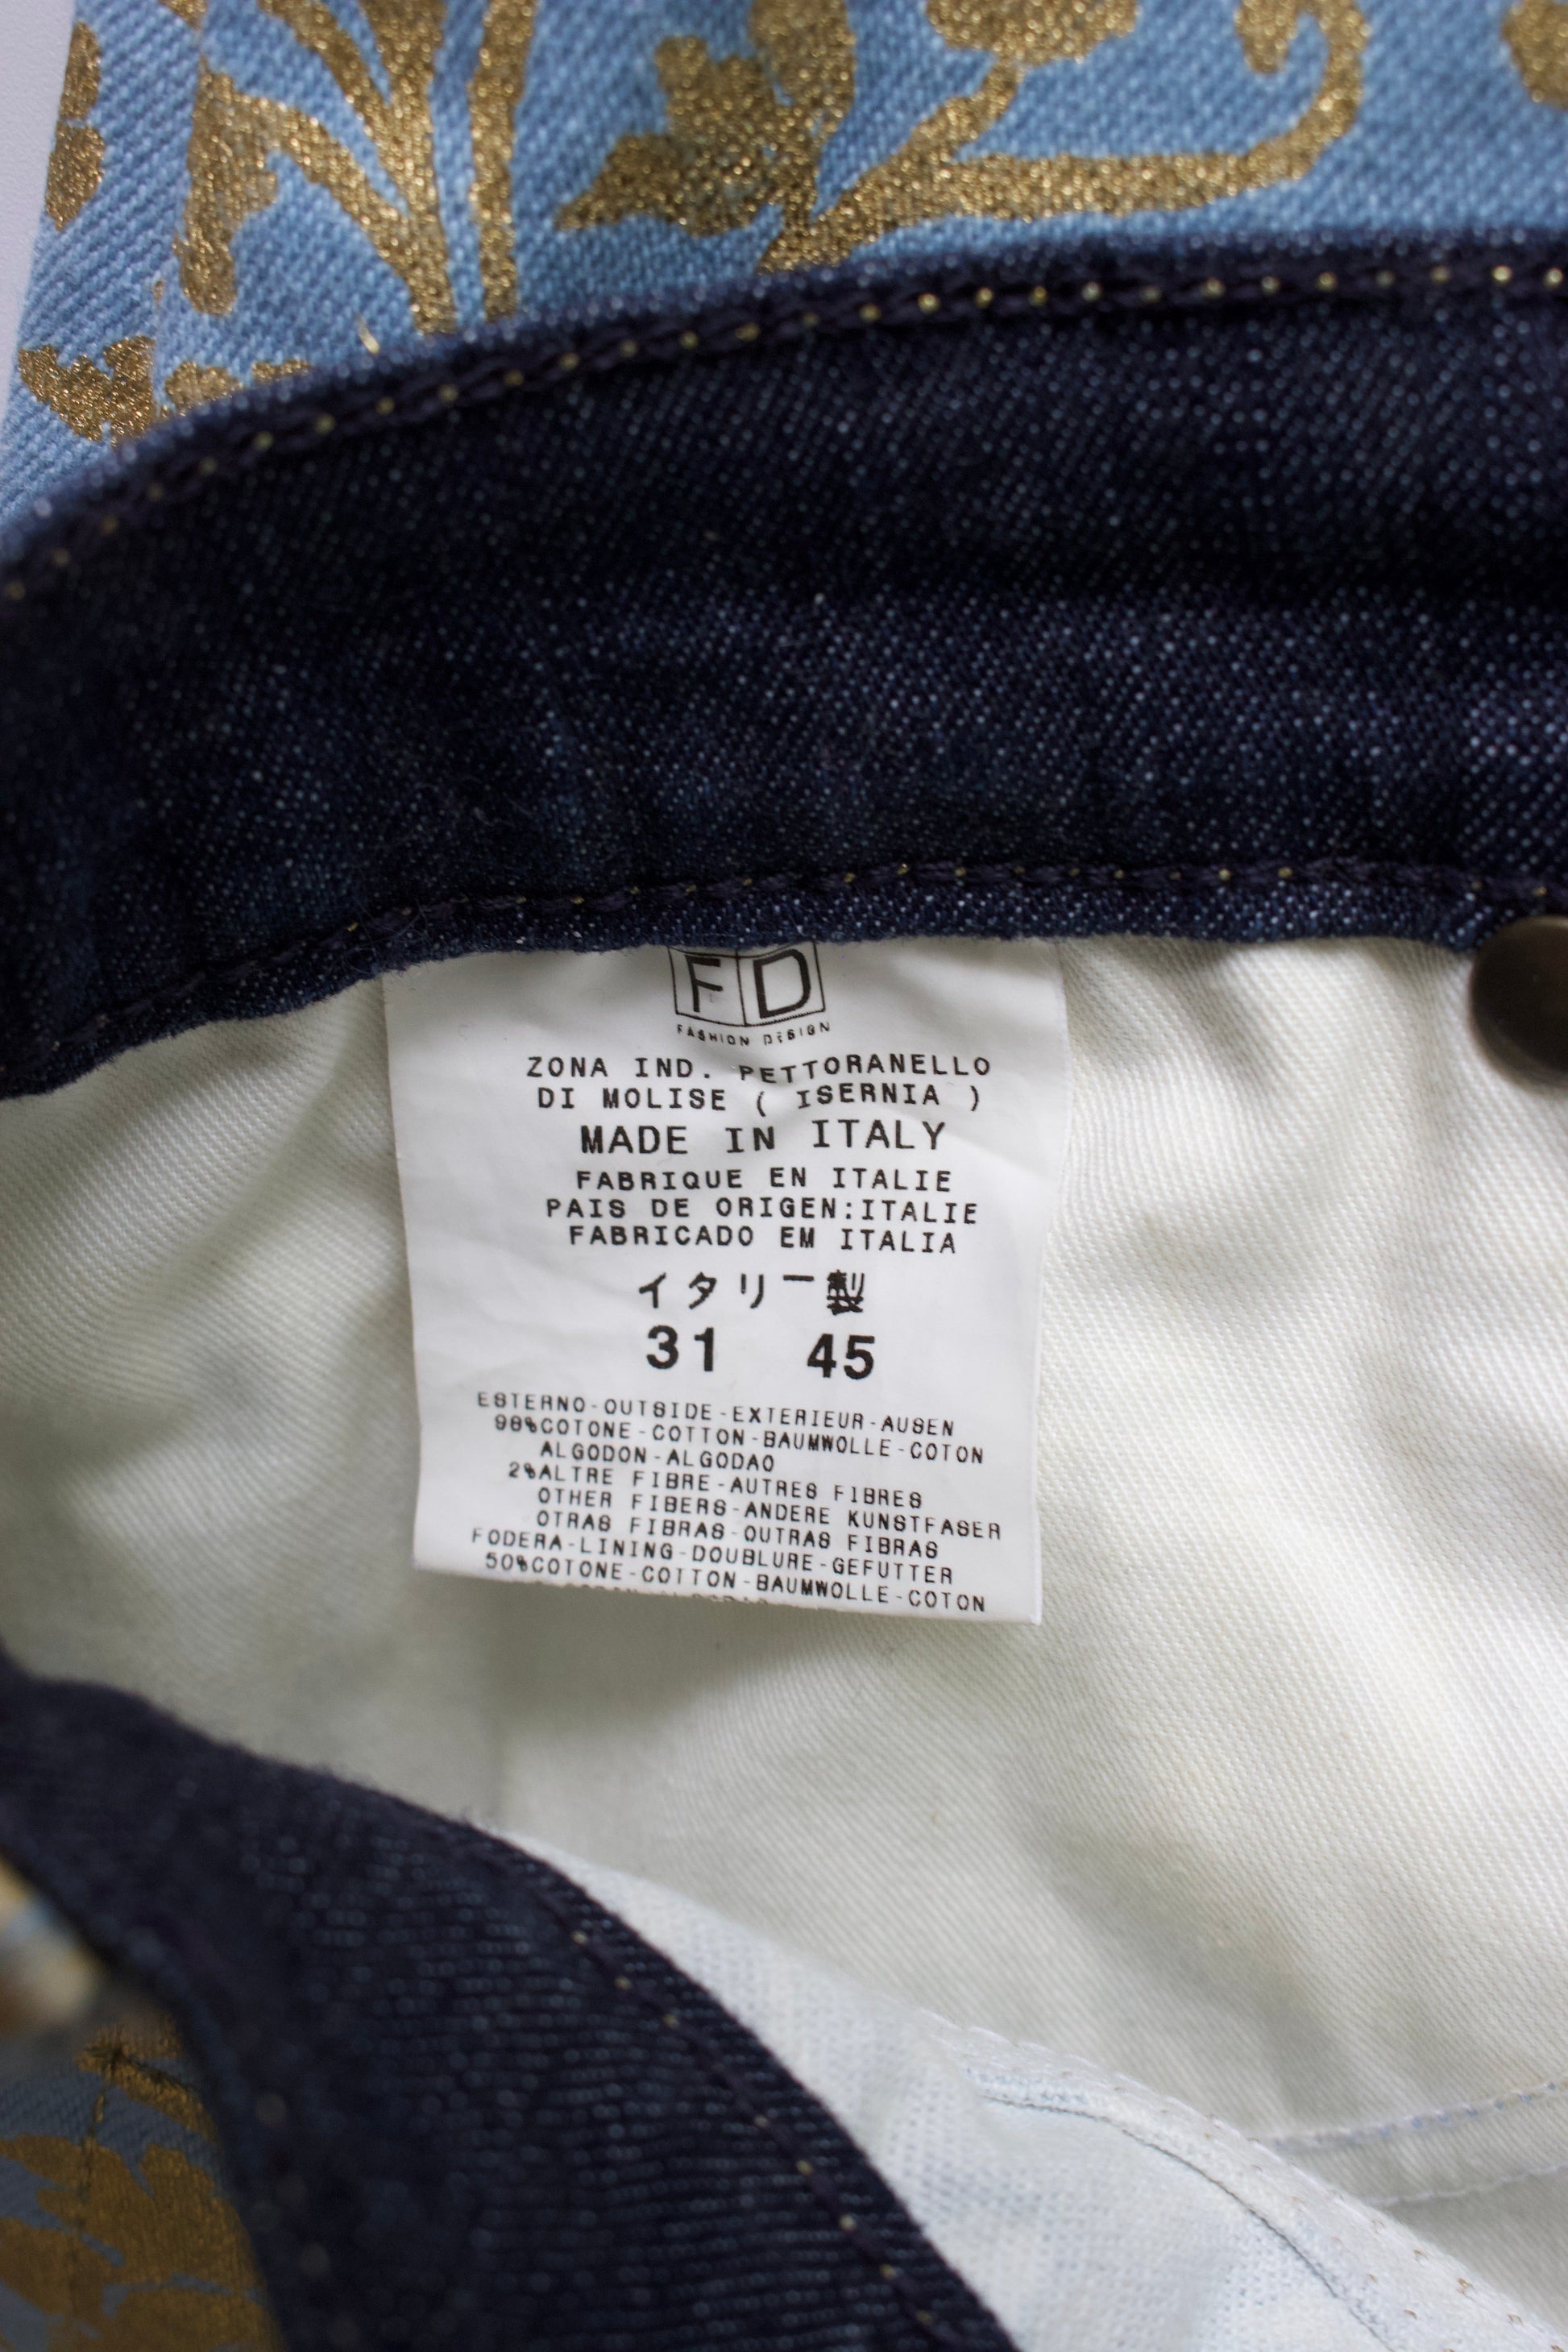 FD
FASHION DESIGN
ZONA IND. PETTORANELLO
DI MOLISE ( ISERNIA )
MADE IN ITALY
FABRIQUE EN ITALIE
PAIS DE ORIGEN:ITALIE
FABRICADO EM ITALIA
イタリー製
31 45
ESTERNO-OUTSIDE-EXTERIEUR-AUSEN
98%COTONE-COTTON-BAUMWOLLE-COTON
ALGODON-ALGODAO
2%ALTRE FIBRE-AUTRES FIBRES
OTHER FIBERS-ANDERE KUNSTFASER
OTRAS FIBRAS-OUTRAS FIBRAS
FODERA-LINING-DOUBLURE-GEFUTTER
50%COTONE-COTTON-BAUMWOLLE-COTON